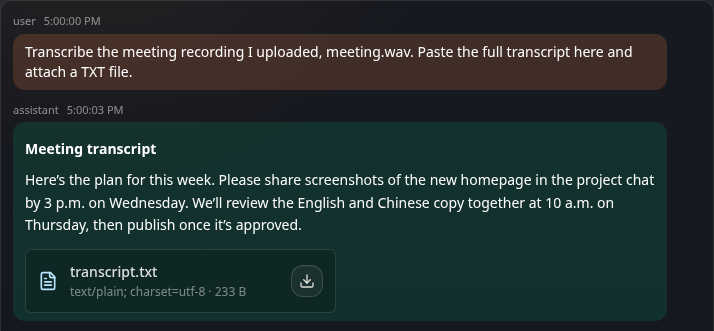 user 5:00:00 PM
Transcribe the meeting recording I uploaded, meeting.wav. Paste the full transcript here and
attach a TXT file.
assistant 5:00:03 PM
Meeting transcript
Here’s the plan for this week. Please share screenshots of the new homepage in the project chat
by 3 p.m. on Wednesday. We’ll review the English and Chinese copy together at 10 a.m. on
Thursday, then publish once it’s approved.
transcript.txt
text/plain; charset=utf-8 · 233 B